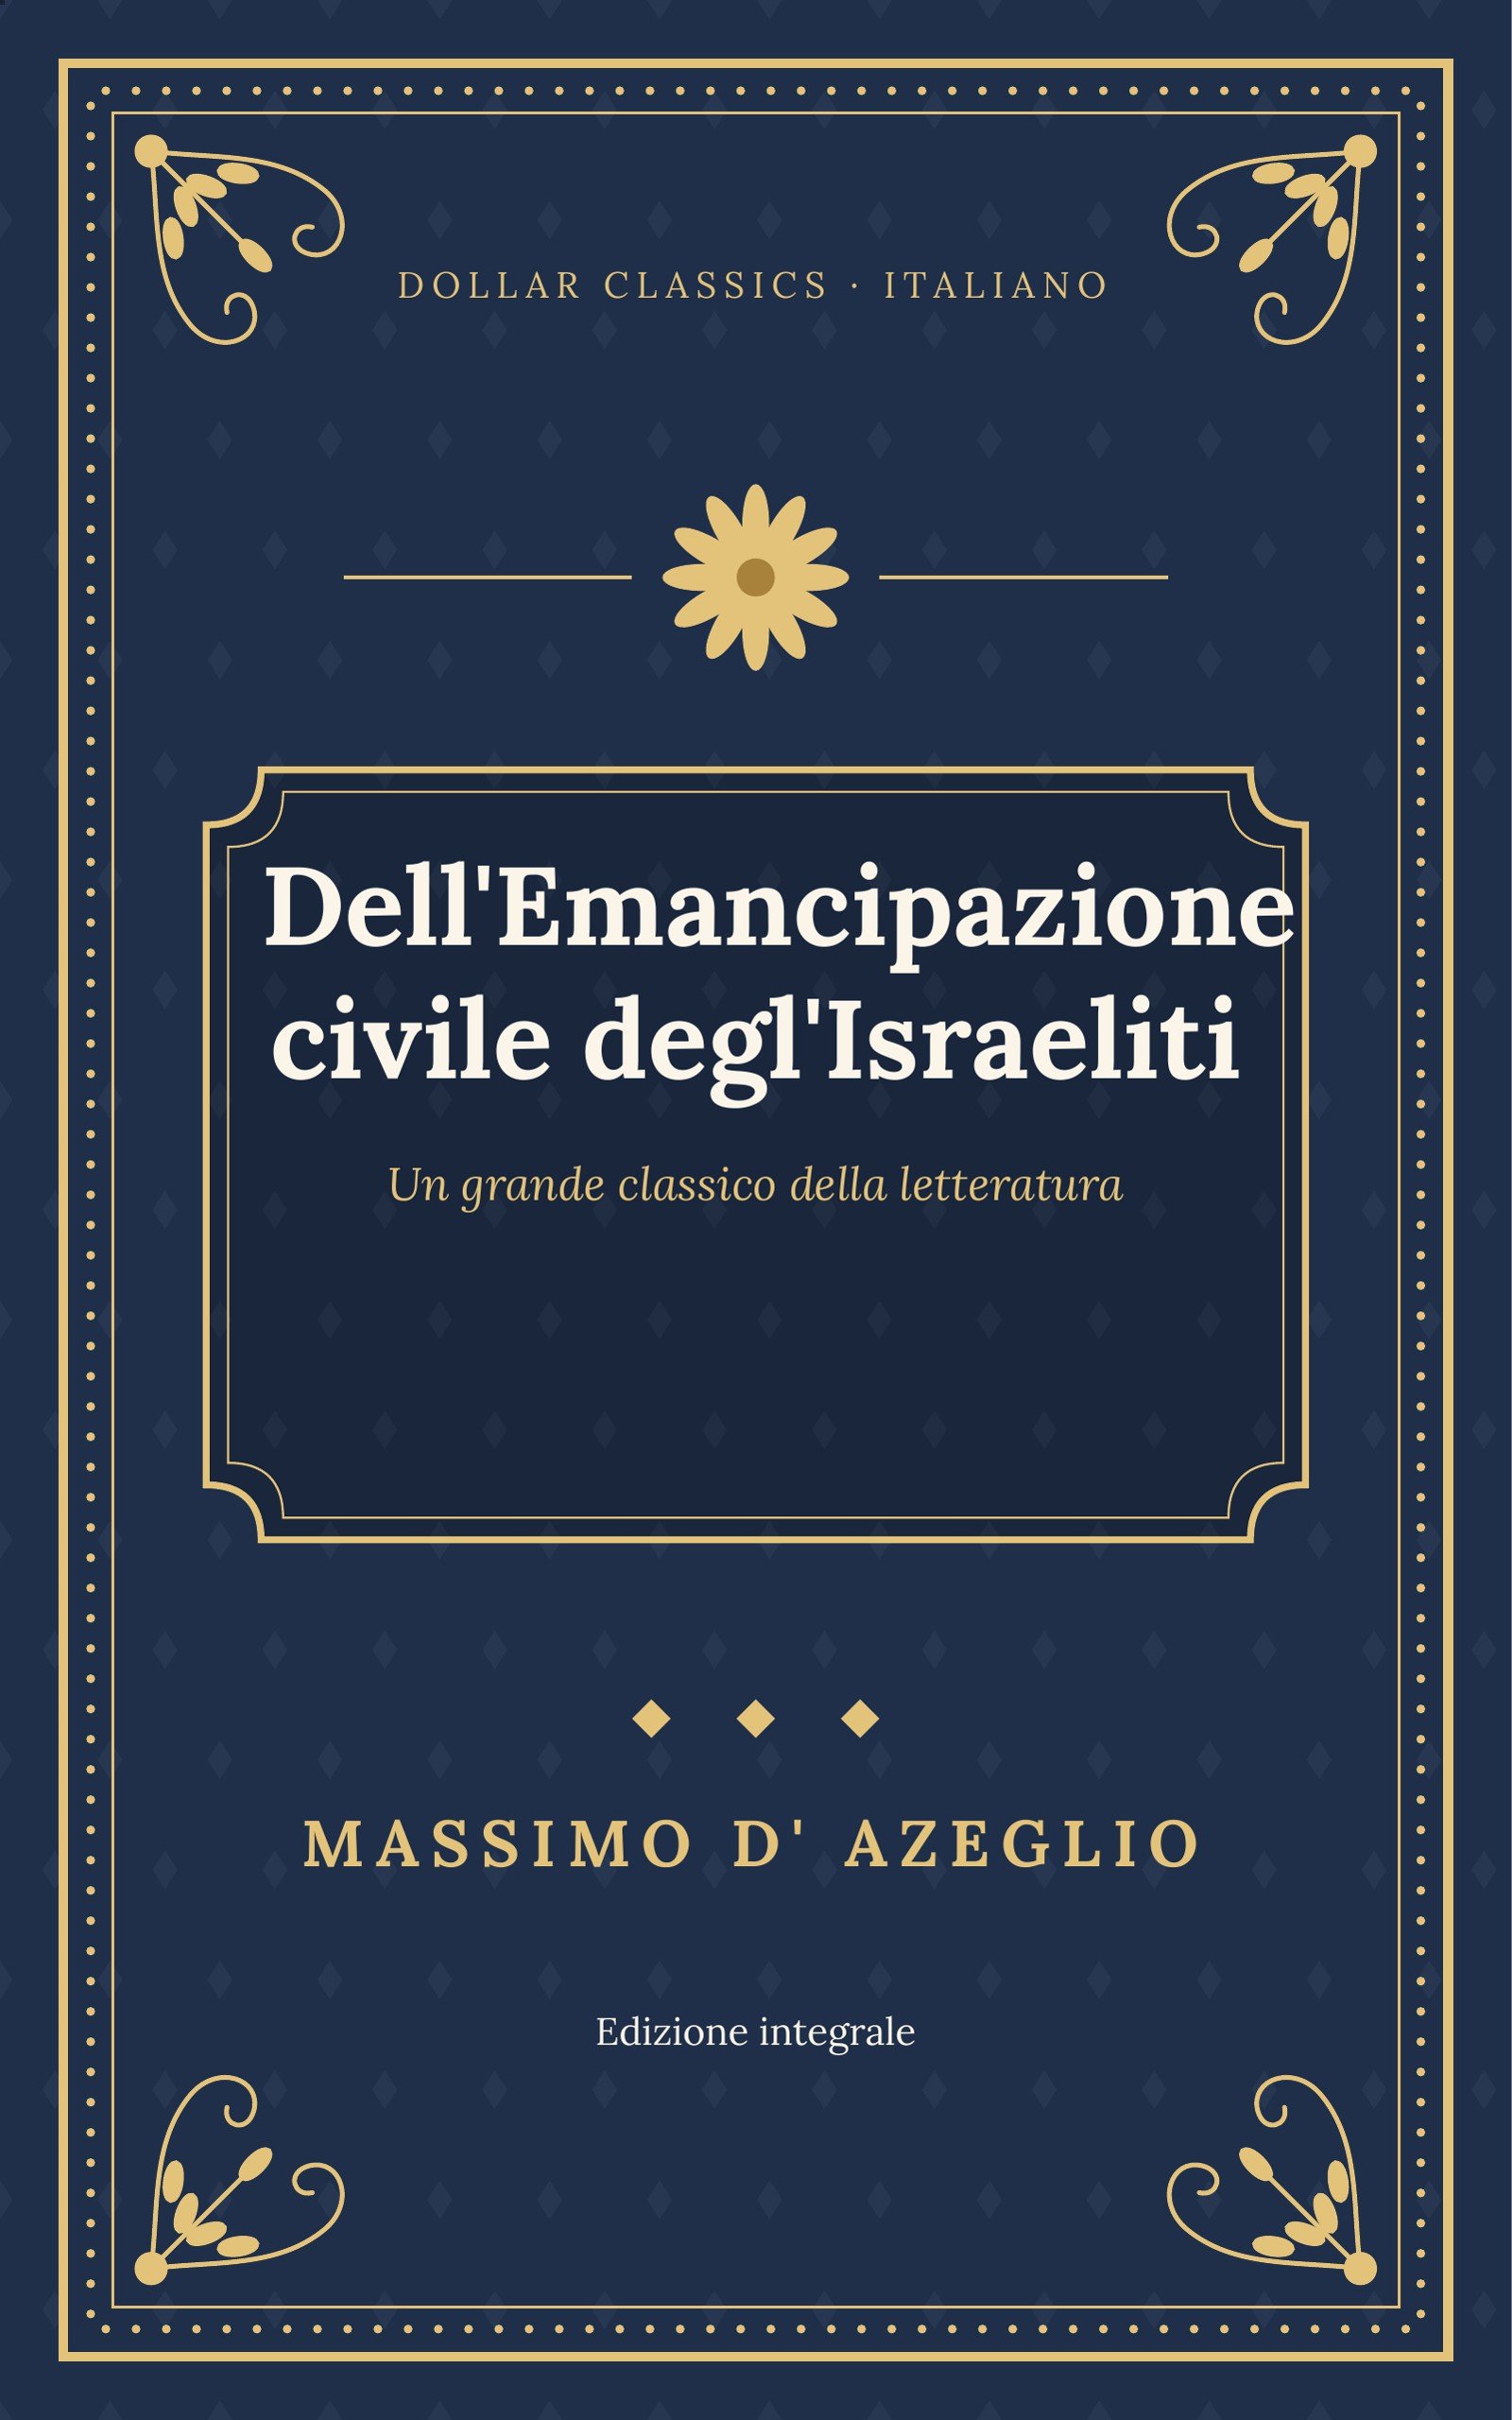 DOLLAR CLASSICS · ITALIANO
Dell'Emancipazione
civile degl'Israeliti
Un grande classico della letteratura
MASSIMO D' AZEGLIO
Edizione integrale